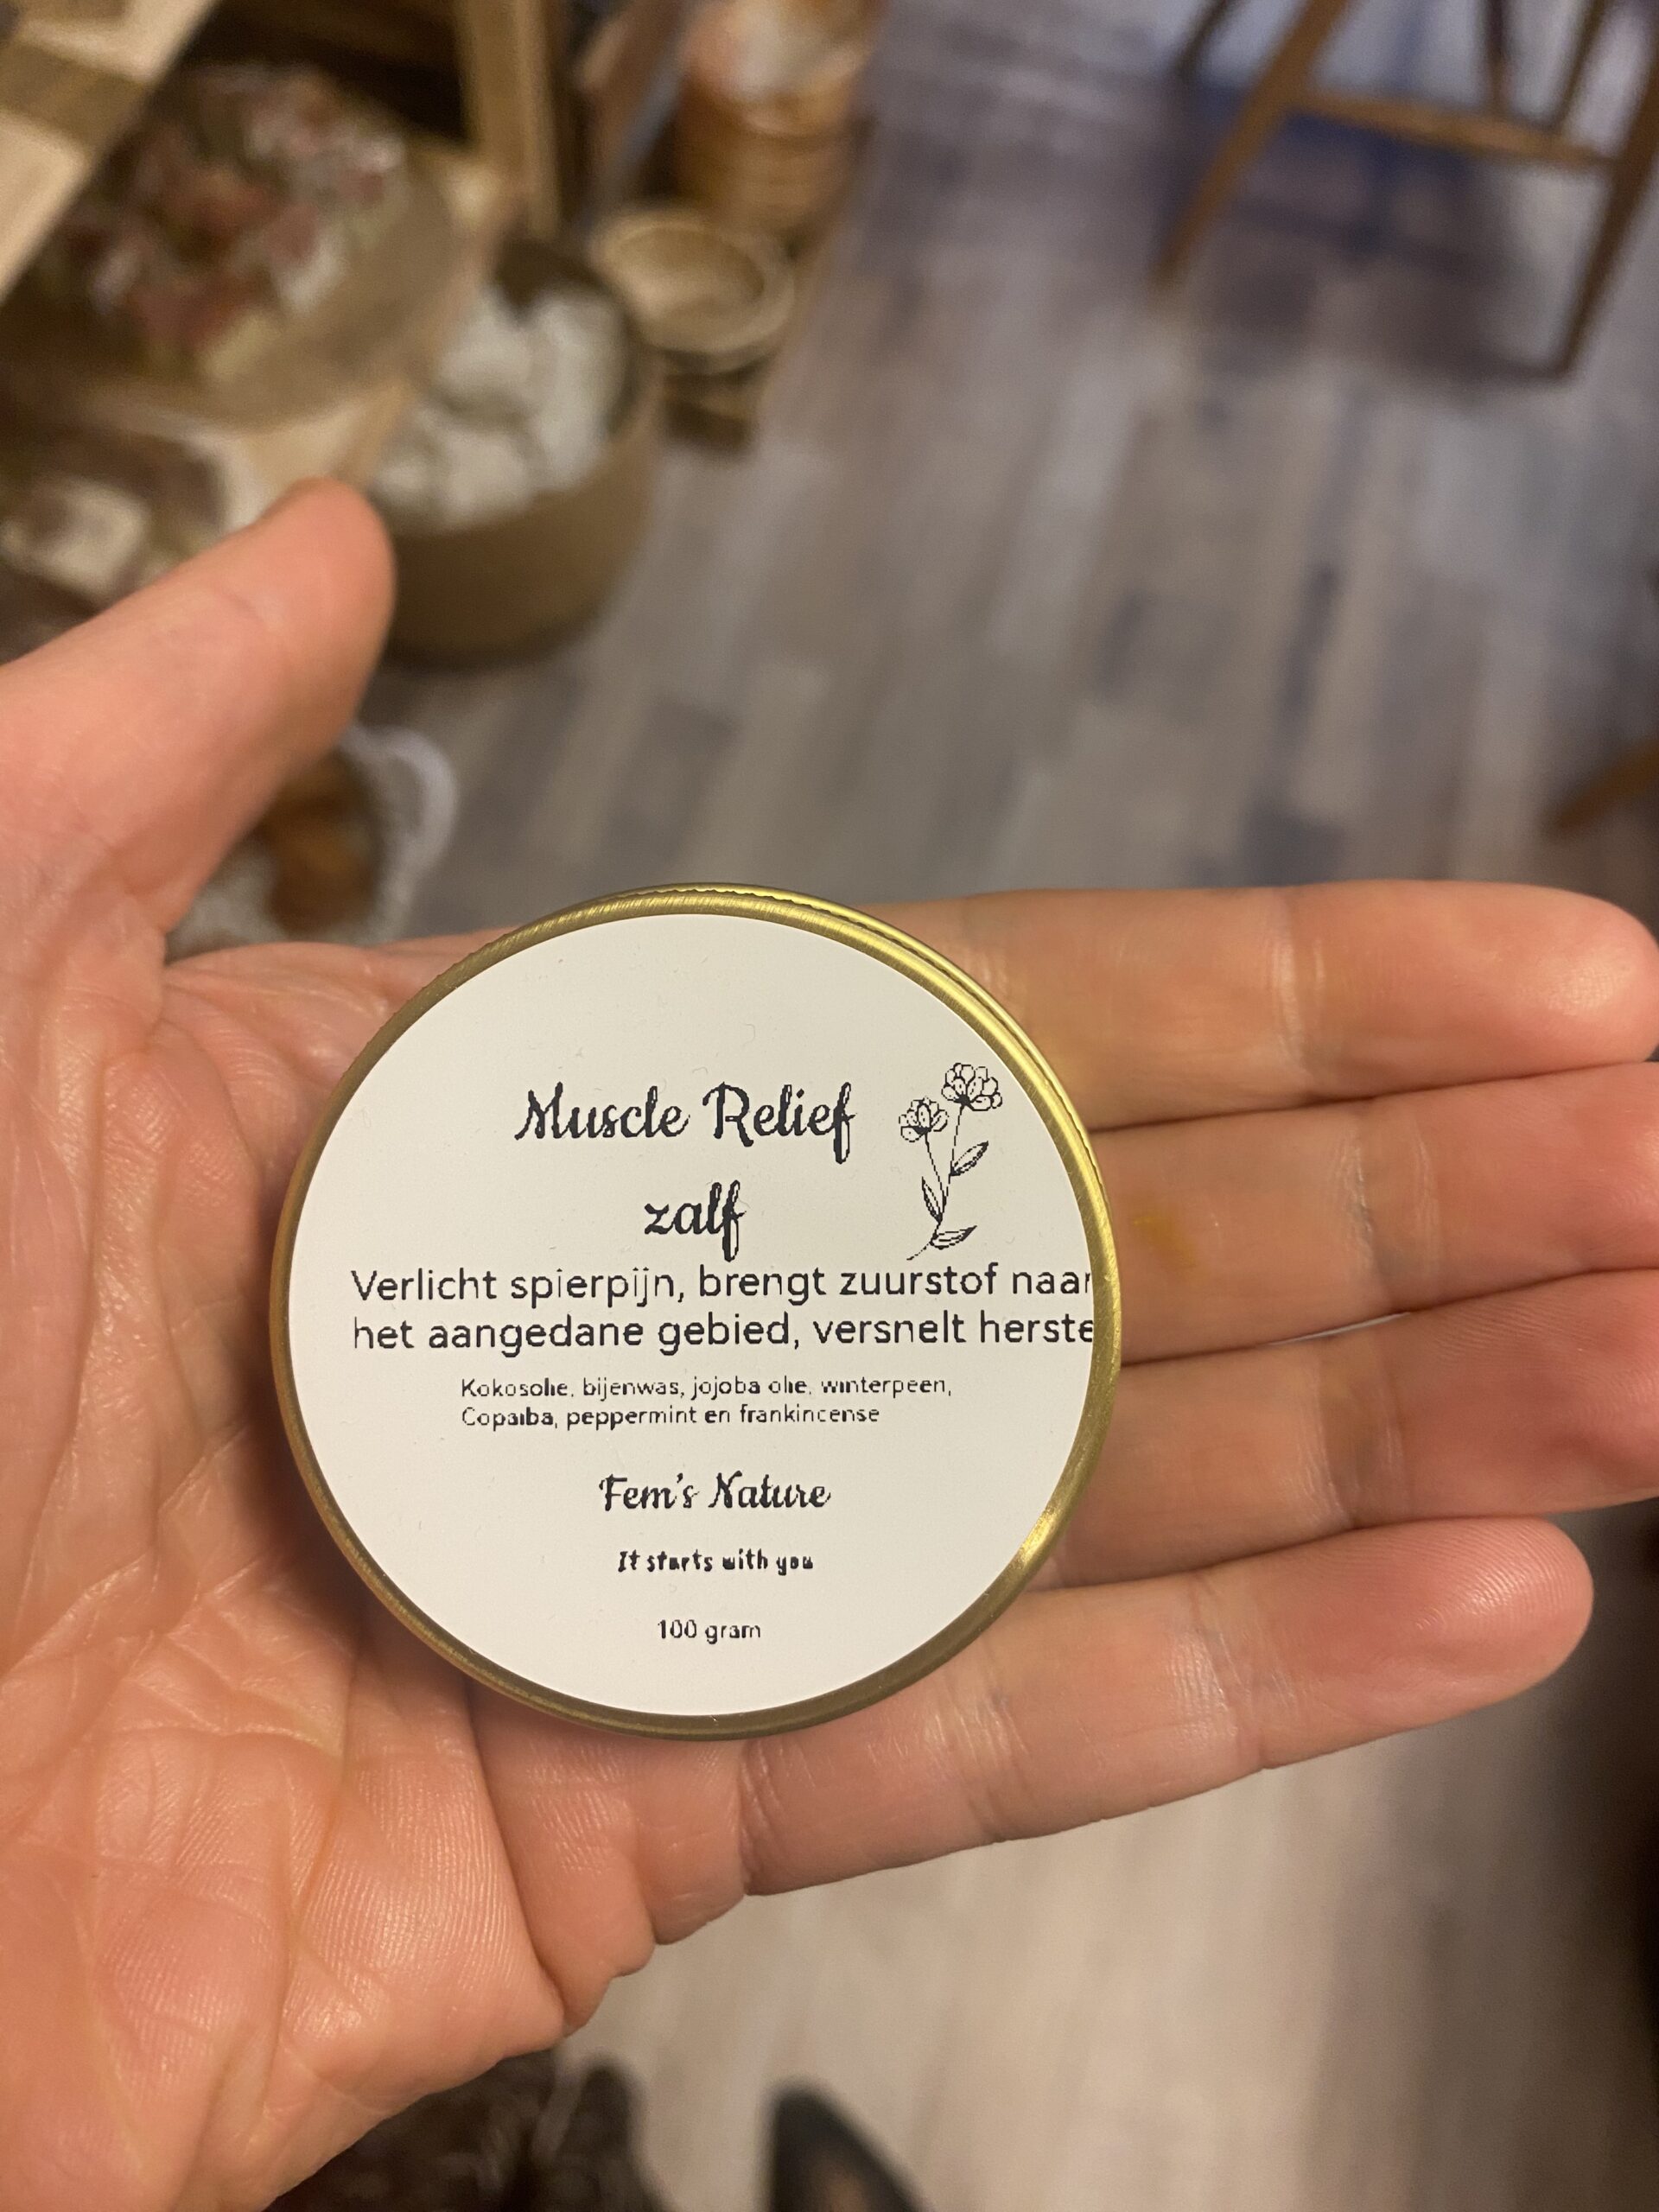 Muscle Relief
zalf
Verlicht spierpijn, brengt zuurstof naar
het aangedane gebied, versnelt herste
Kokosolie, bijenwas, jojoba olie, winterpeen,
Copaiba, peppermint en frankincense
Fem's Nature
It starts with you
100 gram